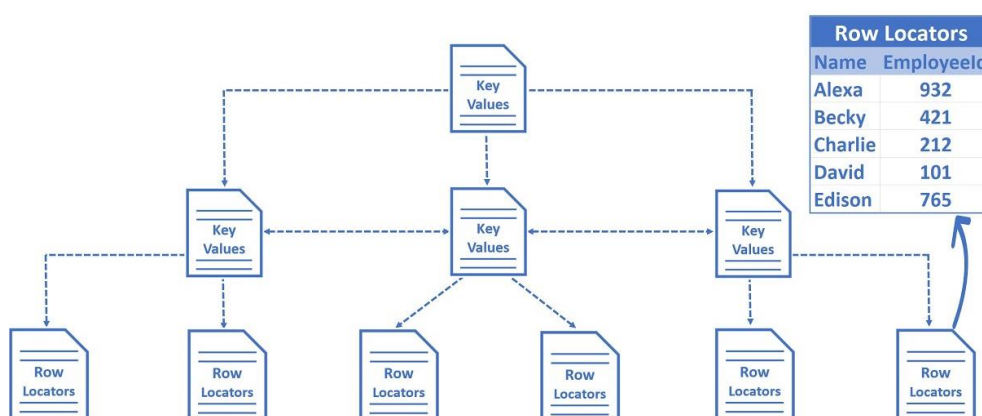 Row Locators
Name EmployeeId
Alexa 932
Becky 421
Charlie 212
David 101
Edison 765
Key
Values
Key
Values
Key
Values
Key
Values
Row
Locators
Row
Locators
Row
Locators
Row
Locators
Row
Locators
Row
Locators